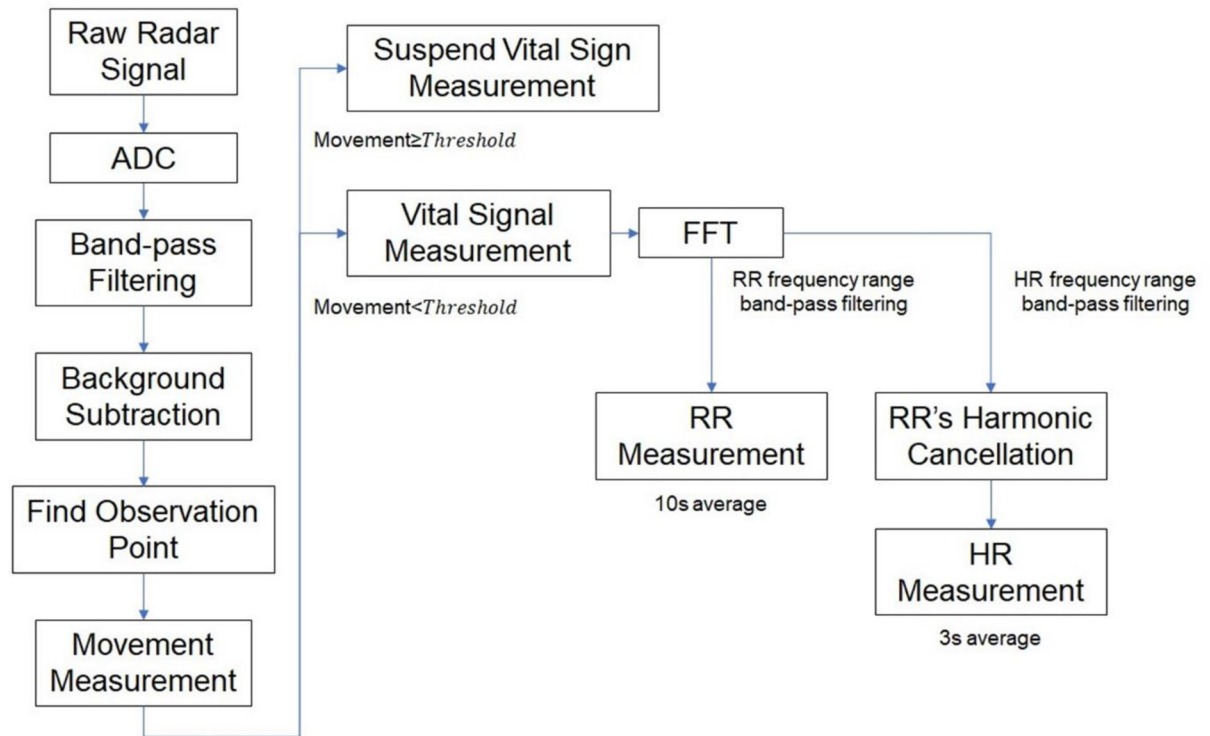 Raw Radar
Signal
ADC
Band-pass
Filtering
Background
Subtraction
Find Observation
Point
Movement
Measurement
Suspend Vital Sign
Measurement
Movement≥Threshold
Vital Signal
Measurement
Movement<Threshold
FFT
RR frequency range
band-pass filtering
HR frequency range
band-pass filtering
RR
Measurement
10s average
RR's Harmonic
Cancellation
HR
Measurement
3s average